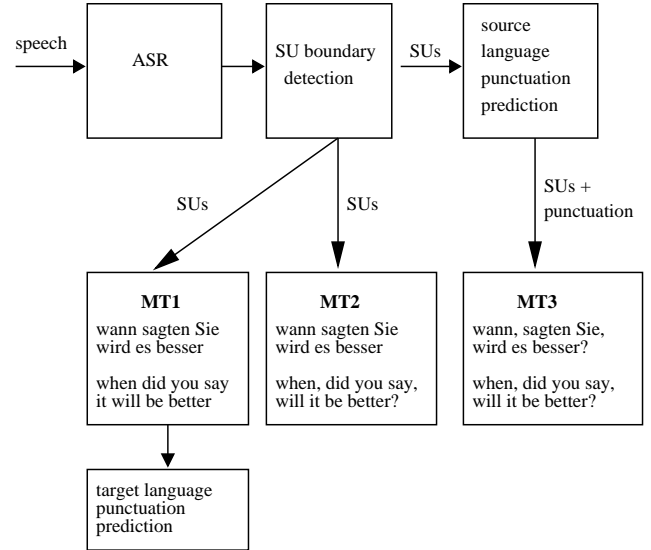 speech
ASR
SU boundary
detection
SUs
source
language
punctuation
prediction
SUs
SUs
SUs +
punctuation
MT1
wann sagten Sie
wird es besser
when did you say
it will be better
MT2
wann sagten Sie
wird es besser
when, did you say,
will it be better?
MT3
wann, sagten Sie,
wird es besser?
when, did you say,
will it be better?
target language
punctuation
prediction